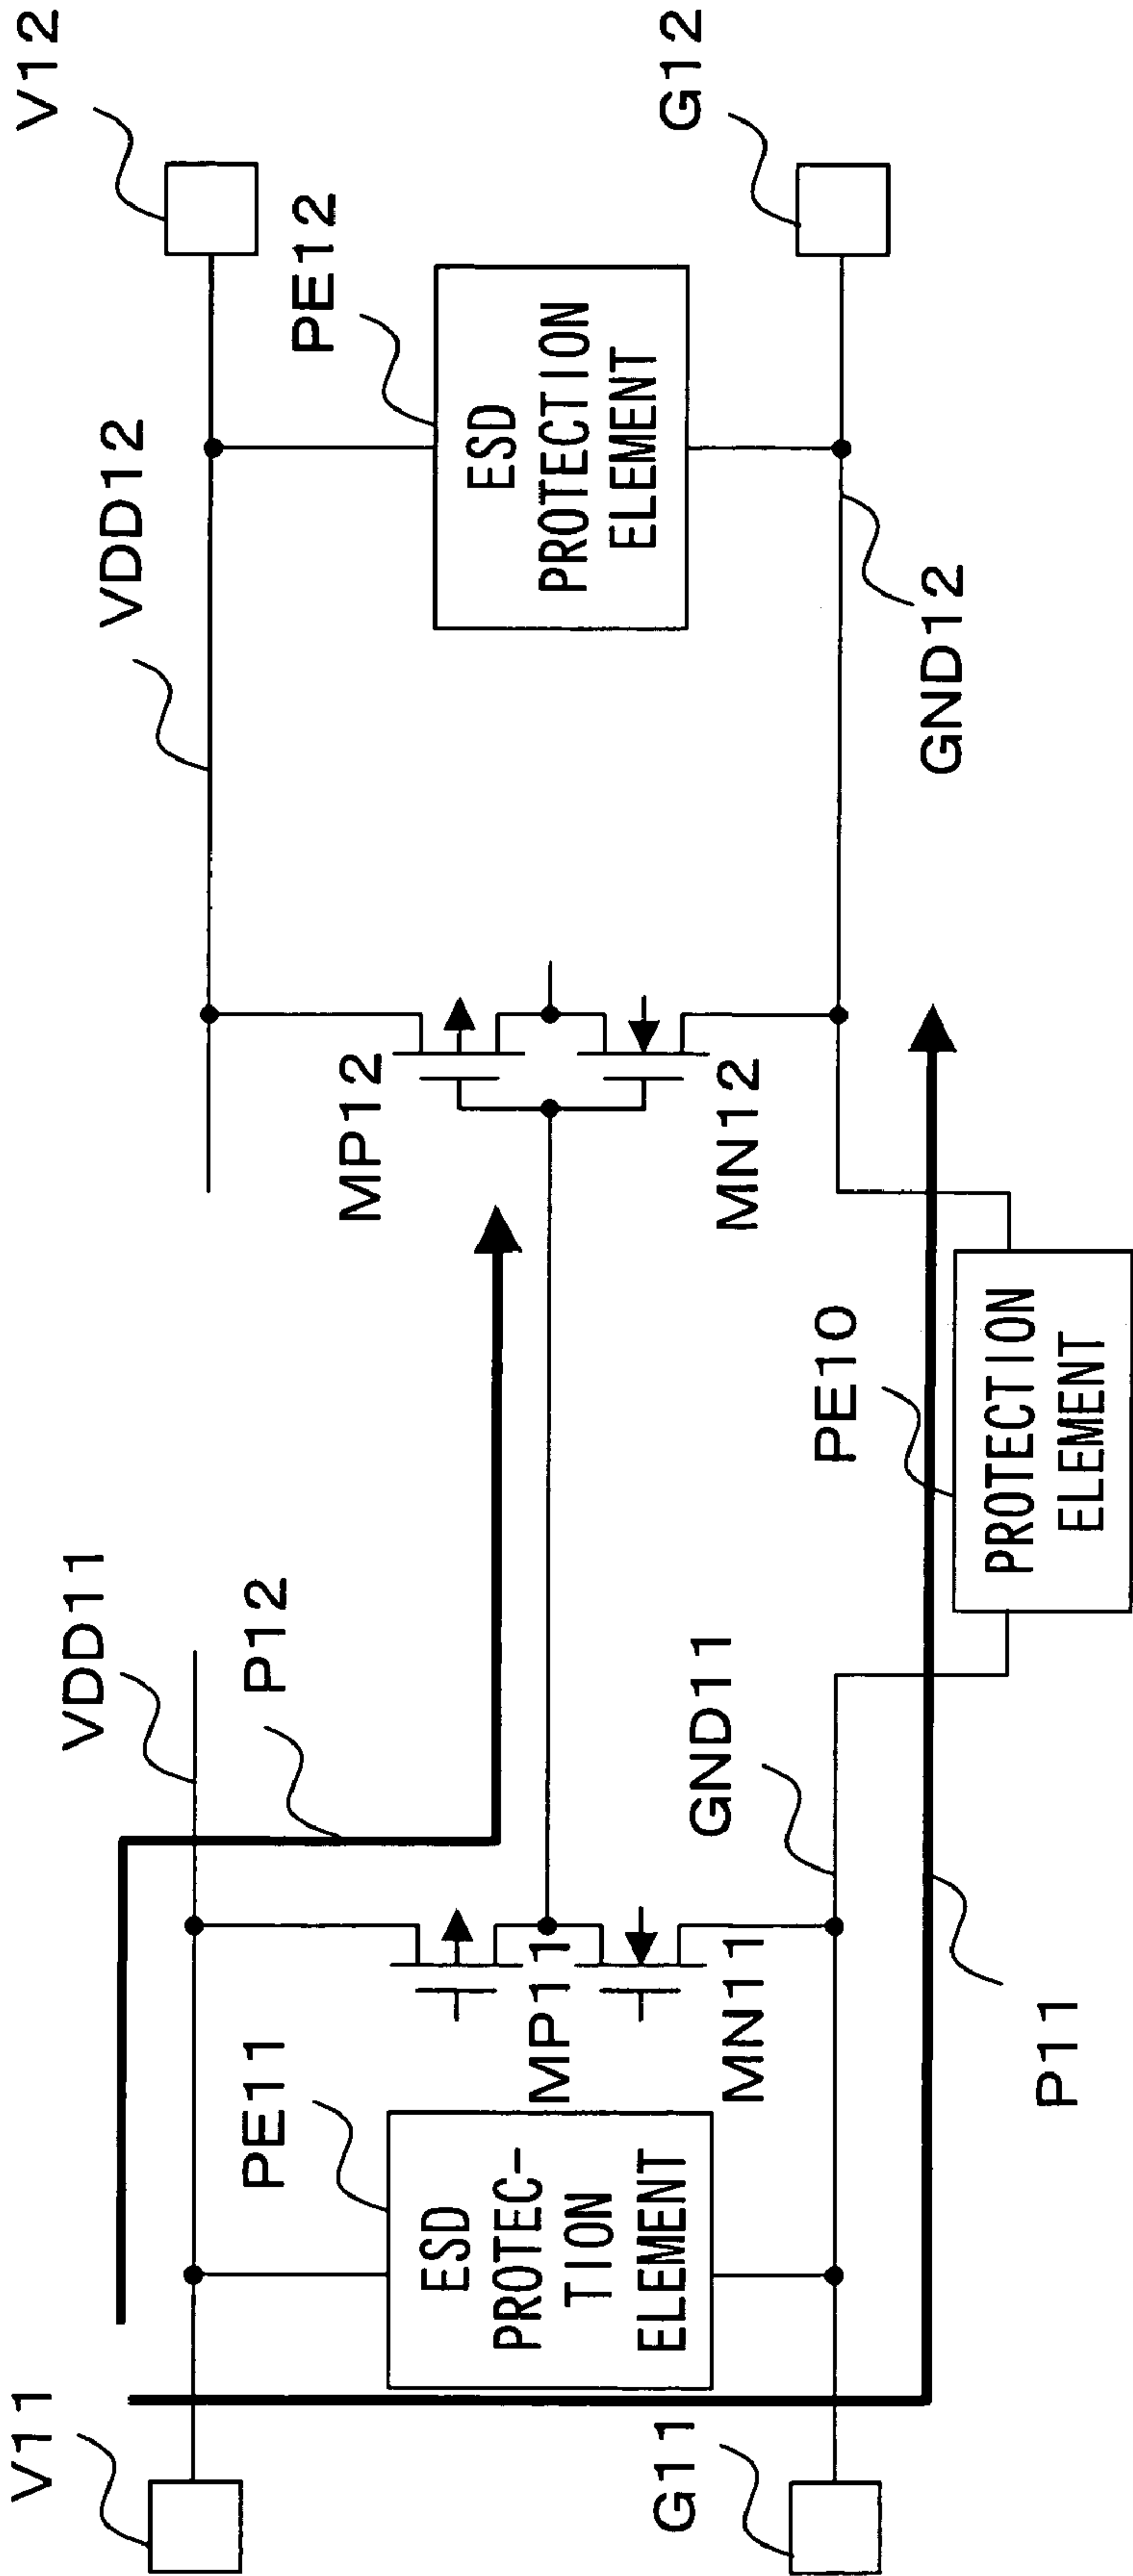 V11
V12
VDD11
VDD12
P12
PE11
PE12
ESD
PROTEC-
TION
ELEMENT
MP11
MN11
MP12
MN12
ESD
PROTECTION
ELEMENT
G11
G12
GND11
GND12
PE10
PROTECTION
ELEMENT
P11